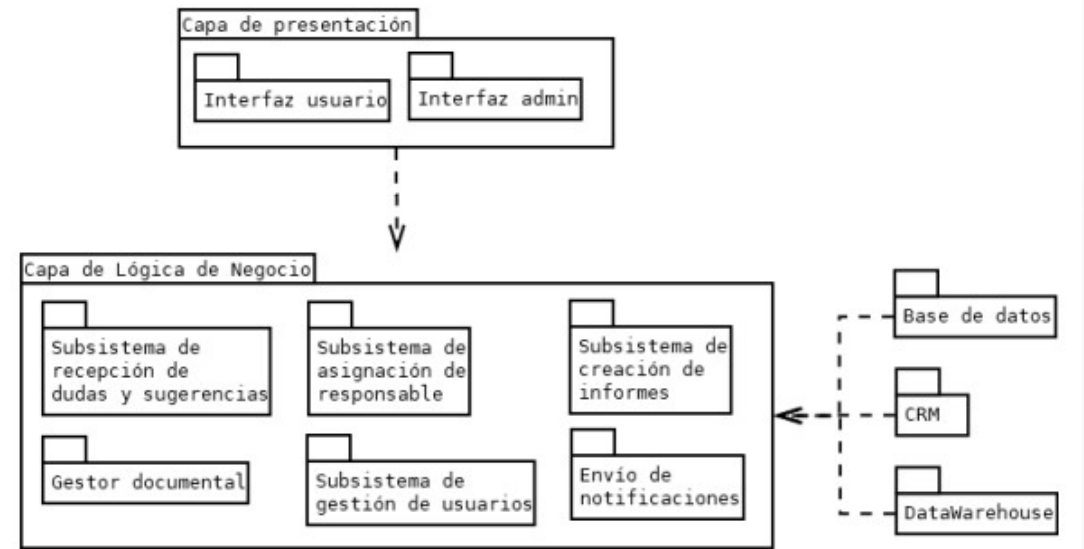 Capa de presentación
Interfaz usuario
Interfaz admin
Capa de Lógica de Negocio
Subsistema de
recepción de
dudas y sugerencias
Subsistema de
asignación de
responsable
Subsistema de
creación de
informes
Gestor documental
Subsistema de
gestión de usuarios
Envío de
notificaciones
Base de datos
CRM
DataWarehouse